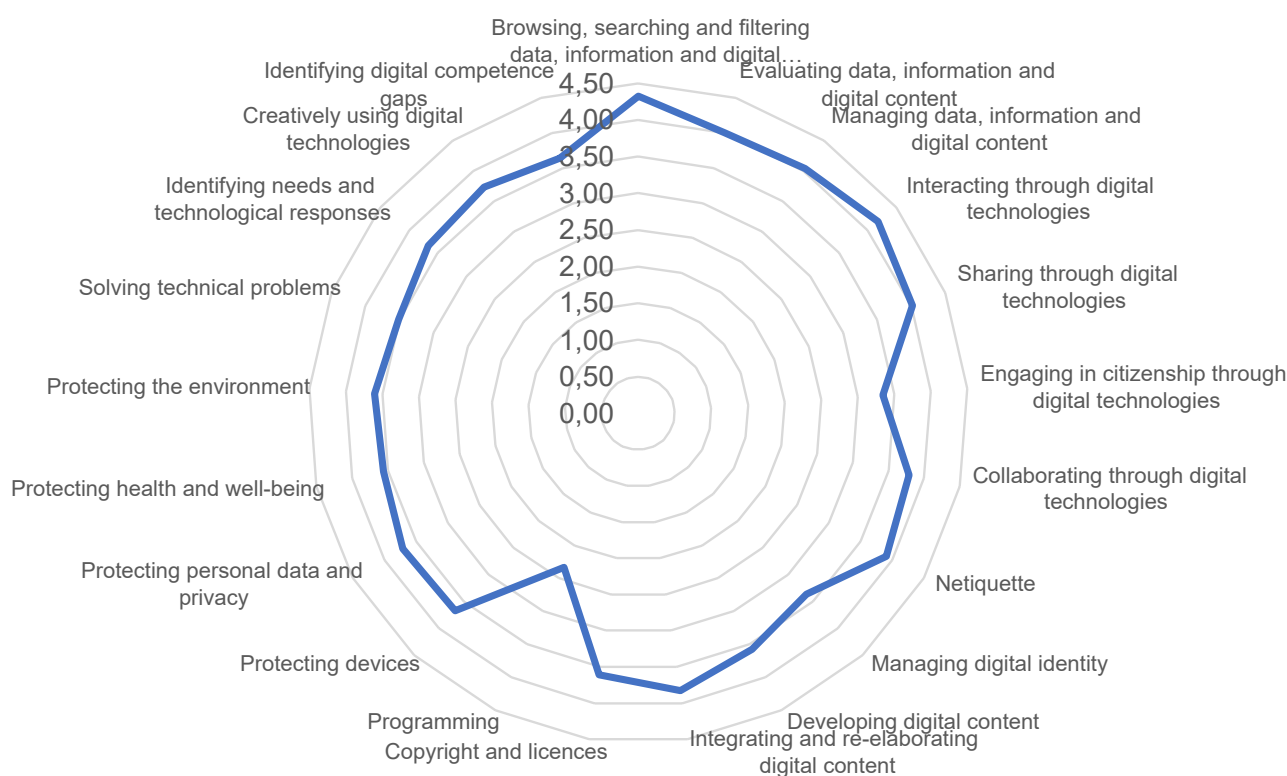 Browsing, searching and filtering
data, information and digital…
Evaluating data, information and
digital content
Managing data, information and
digital content
Interacting through digital
technologies
Sharing through digital
technologies
Engaging in citizenship through
digital technologies
Collaborating through digital
technologies
Netiquette
Managing digital identity
Developing digital content
Integrating and re-elaborating
digital content
Copyright and licences
Programming
Protecting devices
Protecting personal data and
privacy
Protecting health and well-being
Protecting the environment
Solving technical problems
Identifying needs and
technological responses
Creatively using digital
technologies
Identifying digital competence
gaps
4,50
4,00
3,50
3,00
2,50
2,00
1,50
1,00
0,50
0,00